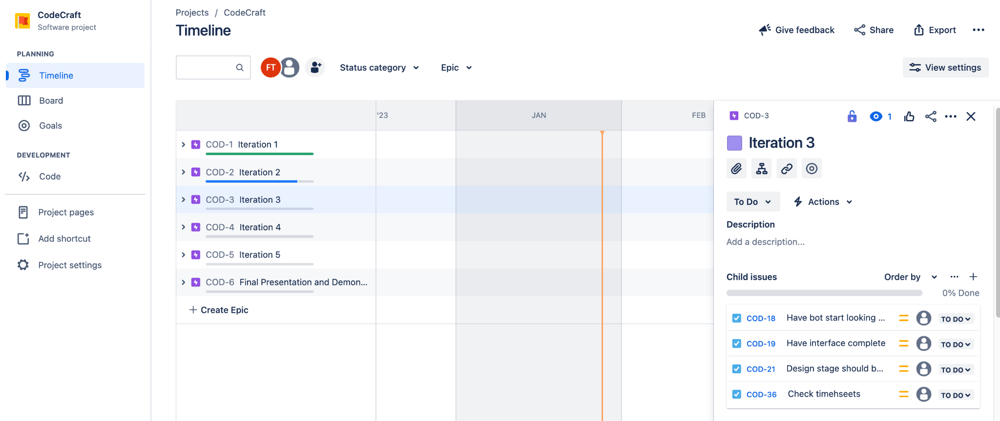 CodeCraft
Software project
PLANNING
Timeline
Board
Goals
DEVELOPMENT
Code
Project pages
Add shortcut
Project settings
Projects / CodeCraft
Timeline
Give feedback
Share
Export
FT
Status category
Epic
View settings
'23
JAN
FEB
COD-1 Iteration 1
COD-2 Iteration 2
COD-3 Iteration 3
COD-4 Iteration 4
COD-5 Iteration 5
COD-6 Final Presentation and Demon...
+ Create Epic
COD-3
1
Iteration 3
To Do
Actions
Description
Add a description...
Child issues
Order by
0% Done
COD-18 Have bot start looking ... TO DO
COD-19 Have interface complete TO DO
COD-21 Design stage should b... TO DO
COD-36 Check timehseets TO DO